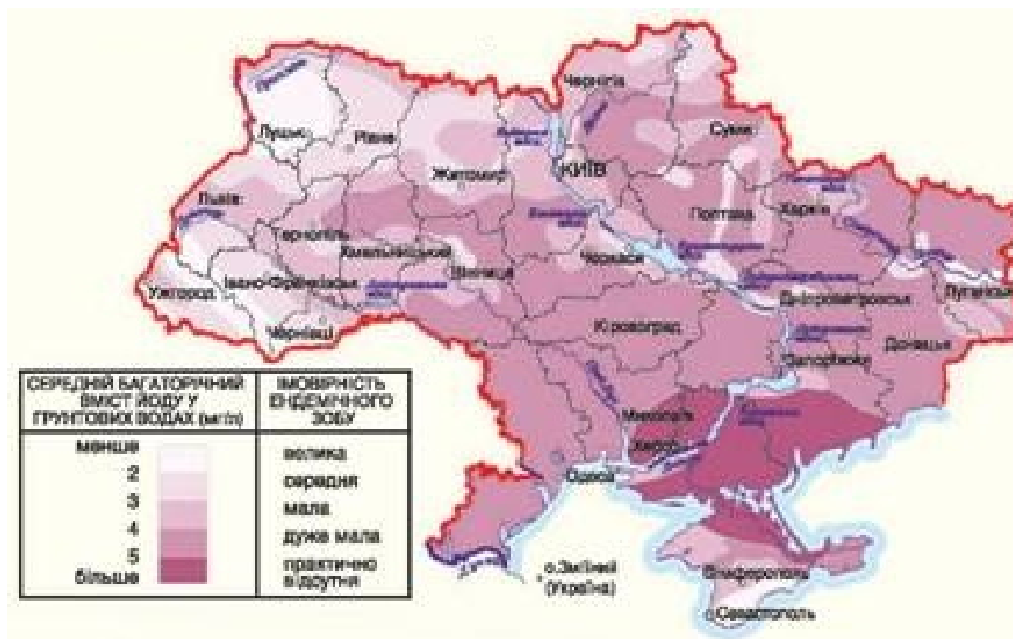 Чернігів
Луцьк
Рівне
Суми
Житомир
КИЇВ
Львів
Полтава
Харків
Тернопіль
Хмельницький
Вінниця
Черкаси
Ужгород
Івано-Франківськ
Луганськ
Чернівці
Дніпропетровськ
Кіровоград
Донецьк
Запоріжжя
СЕРЕДНІЙ БАГАТОРІЧНИЙ
ВМІСТ ЙОДУ У
ГРУНТОВИХ ВОДАХ (мг/л)
ІМОВІРНІСТЬ
ЕНДЕМІЧНОГО
ЗОБУ
менше
2
3
4
5
більше
велика
середня
мала
дуже мала
практично
відсутня
Миколаїв
Херсон
Одеса
о.Зміїний
(Україна)
Сімферополь
Севастополь